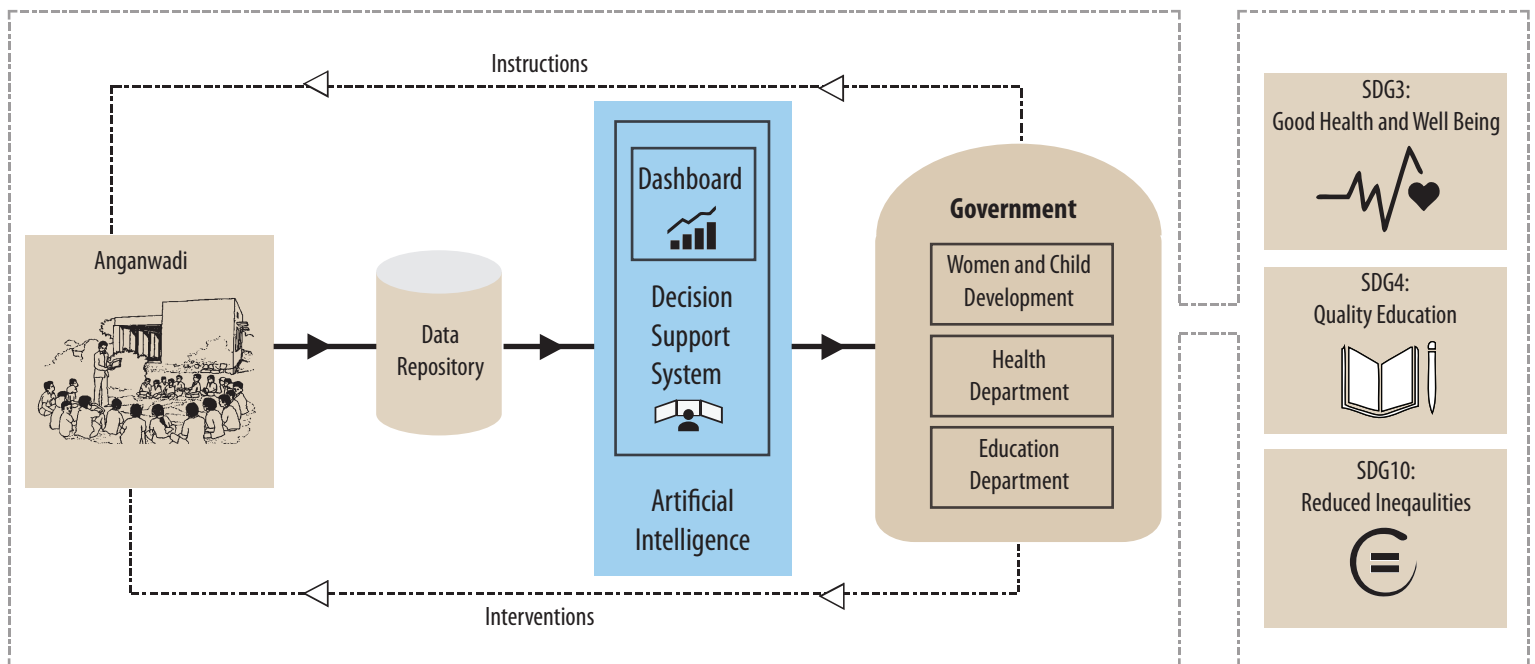 Instructions
Anganwadi
Data
Repository
Dashboard
Decision
Support
System
Artificial
Intelligence
Government
Women and Child
Development
Health
Department
Education
Department
Interventions
SDG3:
Good Health and Well Being
SDG4:
Quality Education
SDG10:
Reduced Ineqaulities